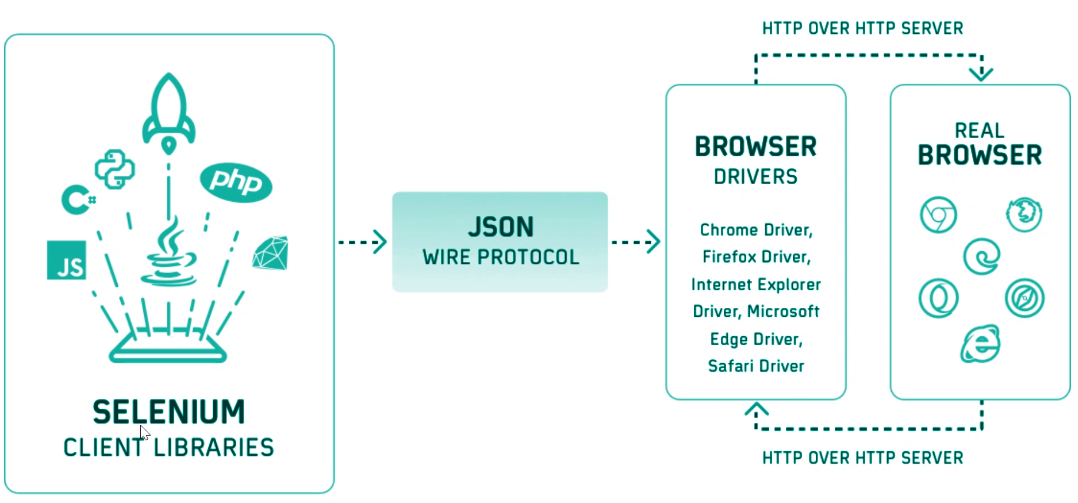 JS
C#
php
SELENIUM
CLIENT LIBRARIES
JSON
WIRE PROTOCOL
HTTP OVER HTTP SERVER
BROWSER
DRIVERS
Chrome Driver,
Firefox Driver,
Internet Explorer
Driver, Microsoft
Edge Driver,
Safari Driver
REAL
BROWSER
HTTP OVER HTTP SERVER